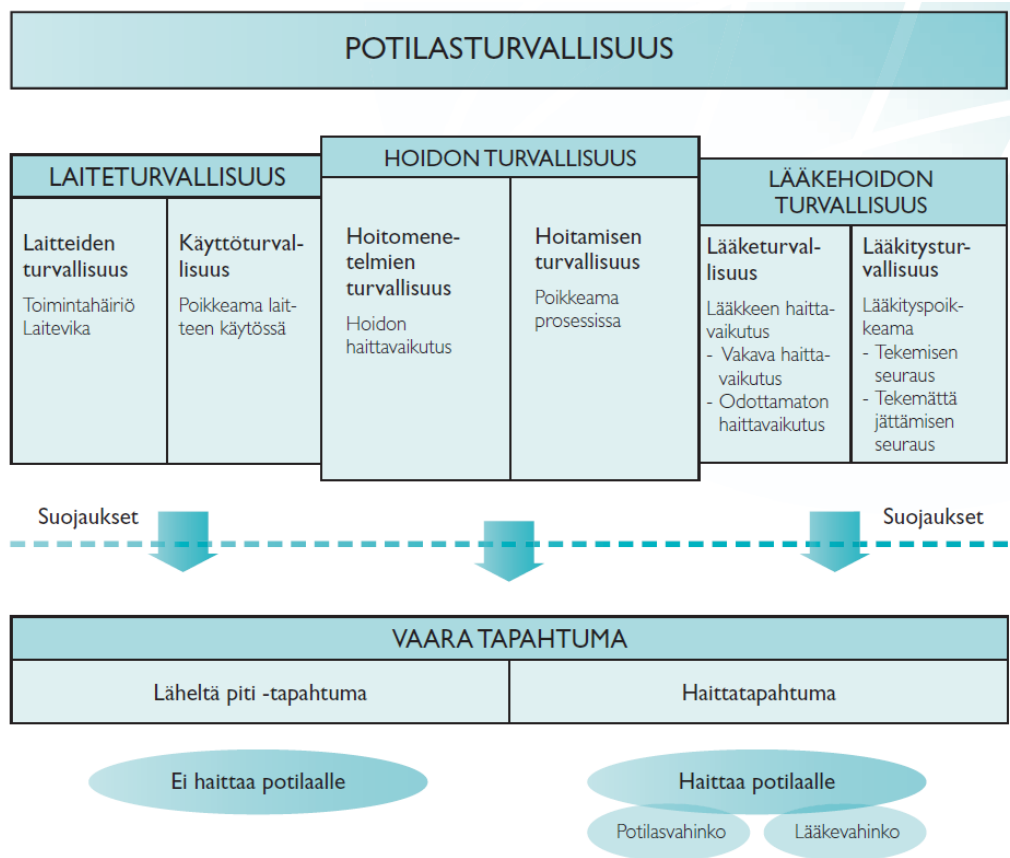 POTILASTURVALLISUUS
LAITETURVALLISUUS
Laitteiden
turvallisuus
Toimintahäiriö
Laitevika
Käyttöturval-
lisuus
Poikkeama lait-
teen käytössä
HOIDON TURVALLISUUS
Hoitomene-
telmien
turvallisuus
Hoidon
haittavaikutus
Hoitamisen
turvallisuus
Poikkeama
prosessissa
LÄÄKEHOIDON
TURVALLISUUS
Lääketurval-
lisuus
Lääkkeen haitta-
vaikutus
- Vakava haitta-
vaikutus
- Odottamaton
haittavaikutus
Lääkitystur-
vallisuus
Lääkityspoik-
keama
- Tekemisen
seuraus
- Tekemättä
jättämisen
seuraus
Suojaukset
Suojaukset
VAARA TAPAHTUMA
Läheltä piti -tapahtuma
Haittatapahtuma
Ei haittaa potilaalle
Haittaa potilaalle
Potilasvahinko
Lääkevahinko